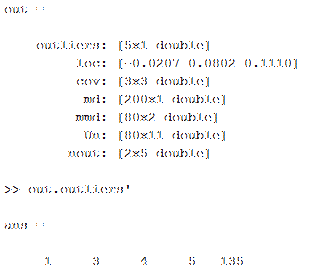 out =
outliers: [5x1 double]
loc: [-0.0207 0.0802 0.1110]
cov: [3x3 double]
md: [200x1 double]
mmd: [80x2 double]
Un: [80x11 double]
nout: [2x5 double]
>> out.outliers'
ans =
1 3 4 5 135